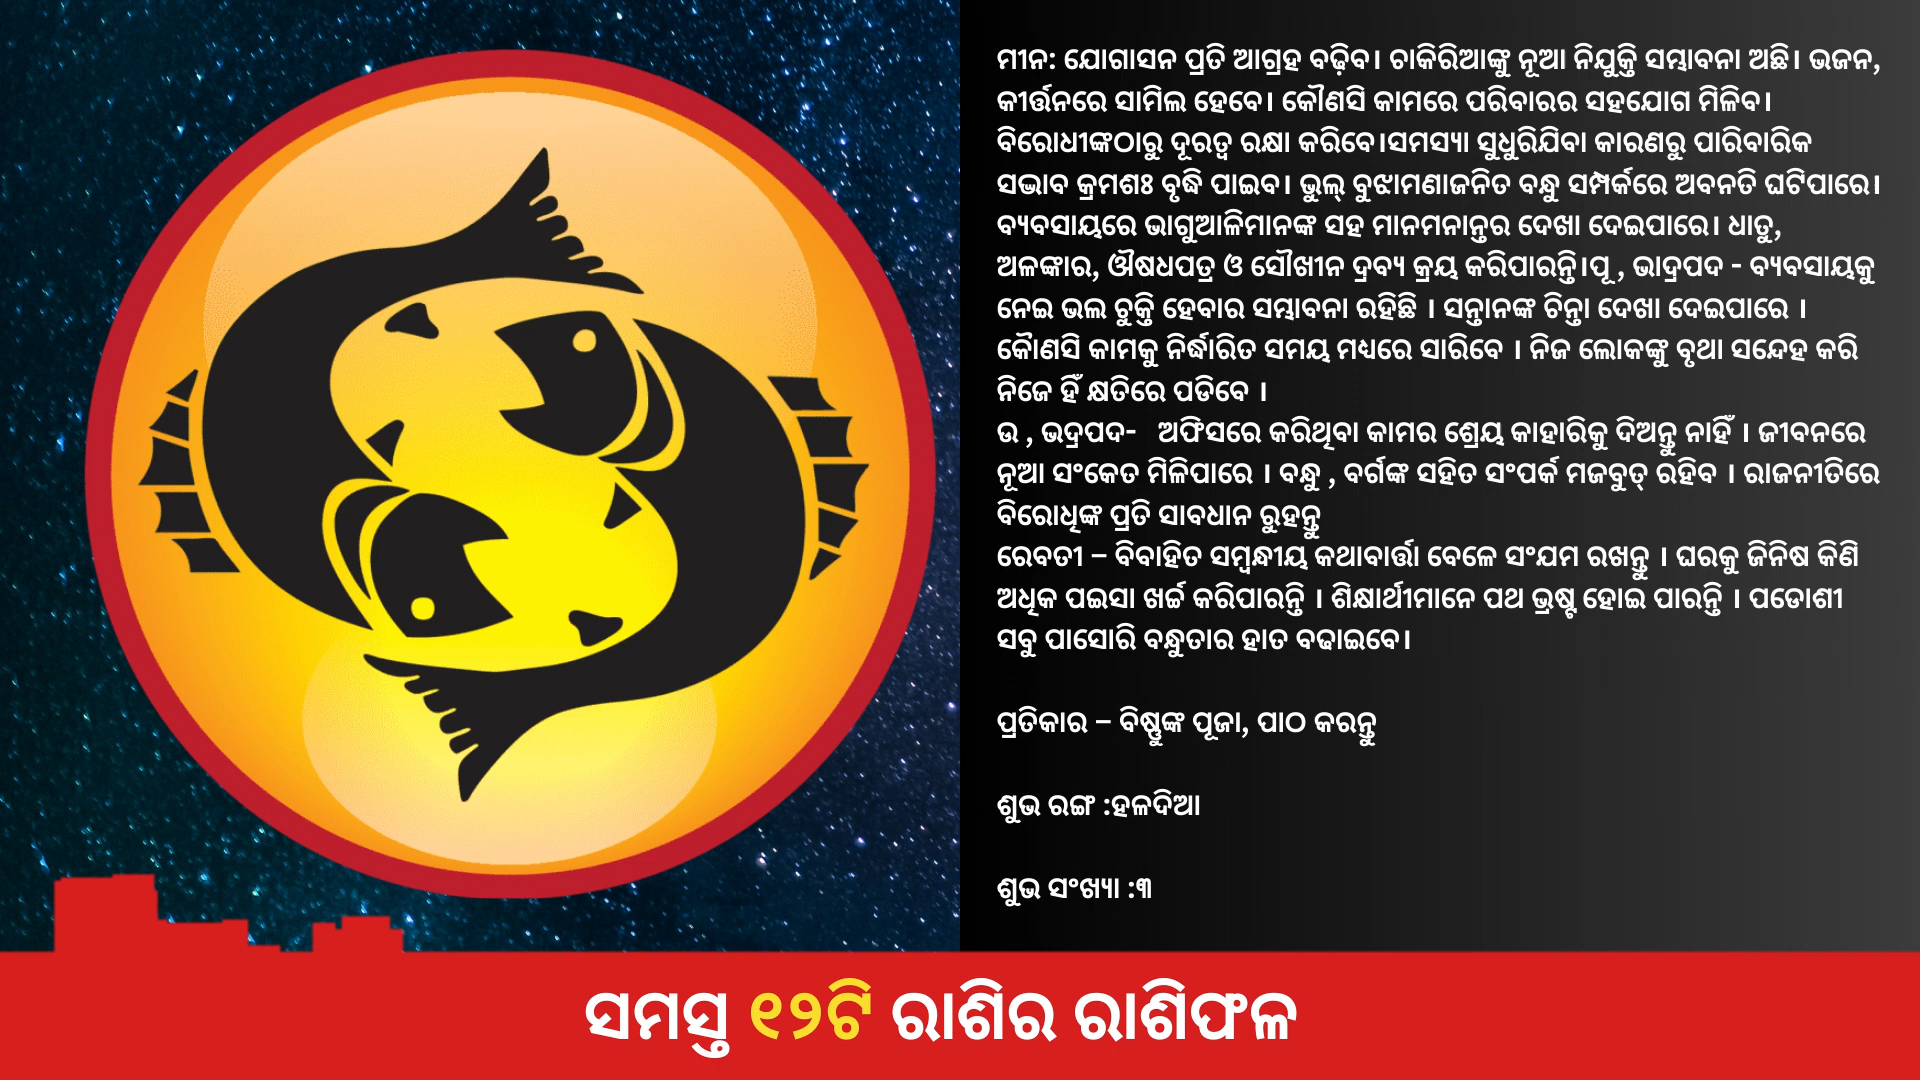 ମୀନ: ଯୋଗାସନ ପ୍ରତି ଆଗ୍ରହ ବଢ଼ିବ। ଚାକିରିଆଙ୍କୁ ନୂଆ ନିଯୁକ୍ତି ସମ୍ଭାବନା ଅଛି। ଭଜନ,
କୀର୍ତ୍ତନରେ ସାମିଲ ହେବେ। କୌଣସି କାମରେ ପରିବାରର ସହଯୋଗ ମିଳିବ।
ବିରୋଧୀଙ୍କଠାରୁ ଦୂରତ୍ୱ ରକ୍ଷା କରିବେ।ସମସ୍ୟା ସୁଧୁରିଯିବା କାରଣରୁ ପାରିବାରିକ
ସଦ୍ଭାବ କ୍ରମଶଃ ବୃଦ୍ଧି ପାଇବ। ଭୁଲ୍ ବୁଝାମଣାଜନିତ ବନ୍ଧୁ ସମ୍ପର୍କରେ ଅବନତି ଘଟିପାରେ।
ବ୍ୟବସାୟରେ ଭାଗୁଆଳିମାନଙ୍କ ସହ ମାନମନାନ୍ତର ଦେଖା ଦେଇପାରେ। ଧାତୁ,
ଅଳଙ୍କାର, ଔଷଧପତ୍ର ଓ ସୌଖୀନ ଦ୍ରବ୍ୟ କ୍ରୟ କରିପାରନ୍ତି।ପୂ , ଭାଦ୍ରପଦ - ବ୍ୟବସାୟକୁ
ନେଇ ଭଲ ଚୁକ୍ତି ହେବାର ସମ୍ଭାବନା ରହିଛି । ସନ୍ତାନଙ୍କ ଚିନ୍ତା ଦେଖା ଦେଇପାରେ ।
କୈାଣସି କାମକୁ ନିର୍ଦ୍ଧାରିତ ସମୟ ମଧ୍ୟରେ ସାରିବେ । ନିଜ ଲୋକଙ୍କୁ ବୃଥା ସନ୍ଦେହ କରି
ନିଜେ ହିଁ କ୍ଷତିରେ ପଡିବେ ।
ଉ , ଭଦ୍ରପଦ- ଅଫିସରେ କରିଥିବା କାମର ଶ୍ରେୟ କାହାରିକୁ ଦିଅନ୍ତୁ ନାହିଁ । ଜୀବନରେ
ନୂଆ ସଂକେତ ମିଳିପାରେ । ବନ୍ଧୁ , ବର୍ଗଙ୍କ ସହିତ ସଂପର୍କ ମଜବୁତ୍ ରହିବ । ରାଜନୀତିରେ
ବିରୋଧିଙ୍କ ପ୍ରତି ସାବଧାନ ରୁହନ୍ତୁ
ରେବତୀ – ବିବାହିତ ସମ୍ବନ୍ଧୀୟ କଥାବାର୍ତ୍ତା ବେଳେ ସଂଯମ ରଖନ୍ତୁ । ଘରକୁ ଜିନିଷ କିଣି
ଅଧିକ ପଇସା ଖର୍ଚ୍ଚ କରିପାରନ୍ତି । ଶିକ୍ଷାର୍ଥୀମାନେ ପଥ ଭ୍ରଷ୍ଟ ହୋଇ ପାରନ୍ତି । ପଡୋଶୀ
ସବୁ ପାସୋରି ବନ୍ଧୁତାର ହାତ ବଢାଇବେ।
ପ୍ରତିକାର – ବିଷ୍ଣୁଙ୍କ ପୂଜା, ପାଠ କରନ୍ତୁ
ଶୁଭ ରଙ୍ଗ :ହଳଦିଆ
ଶୁଭ ସଂଖ୍ୟା :୩
ସମସ୍ତ ୧୨ଟି ରାଶିର ରାଶିଫଳ